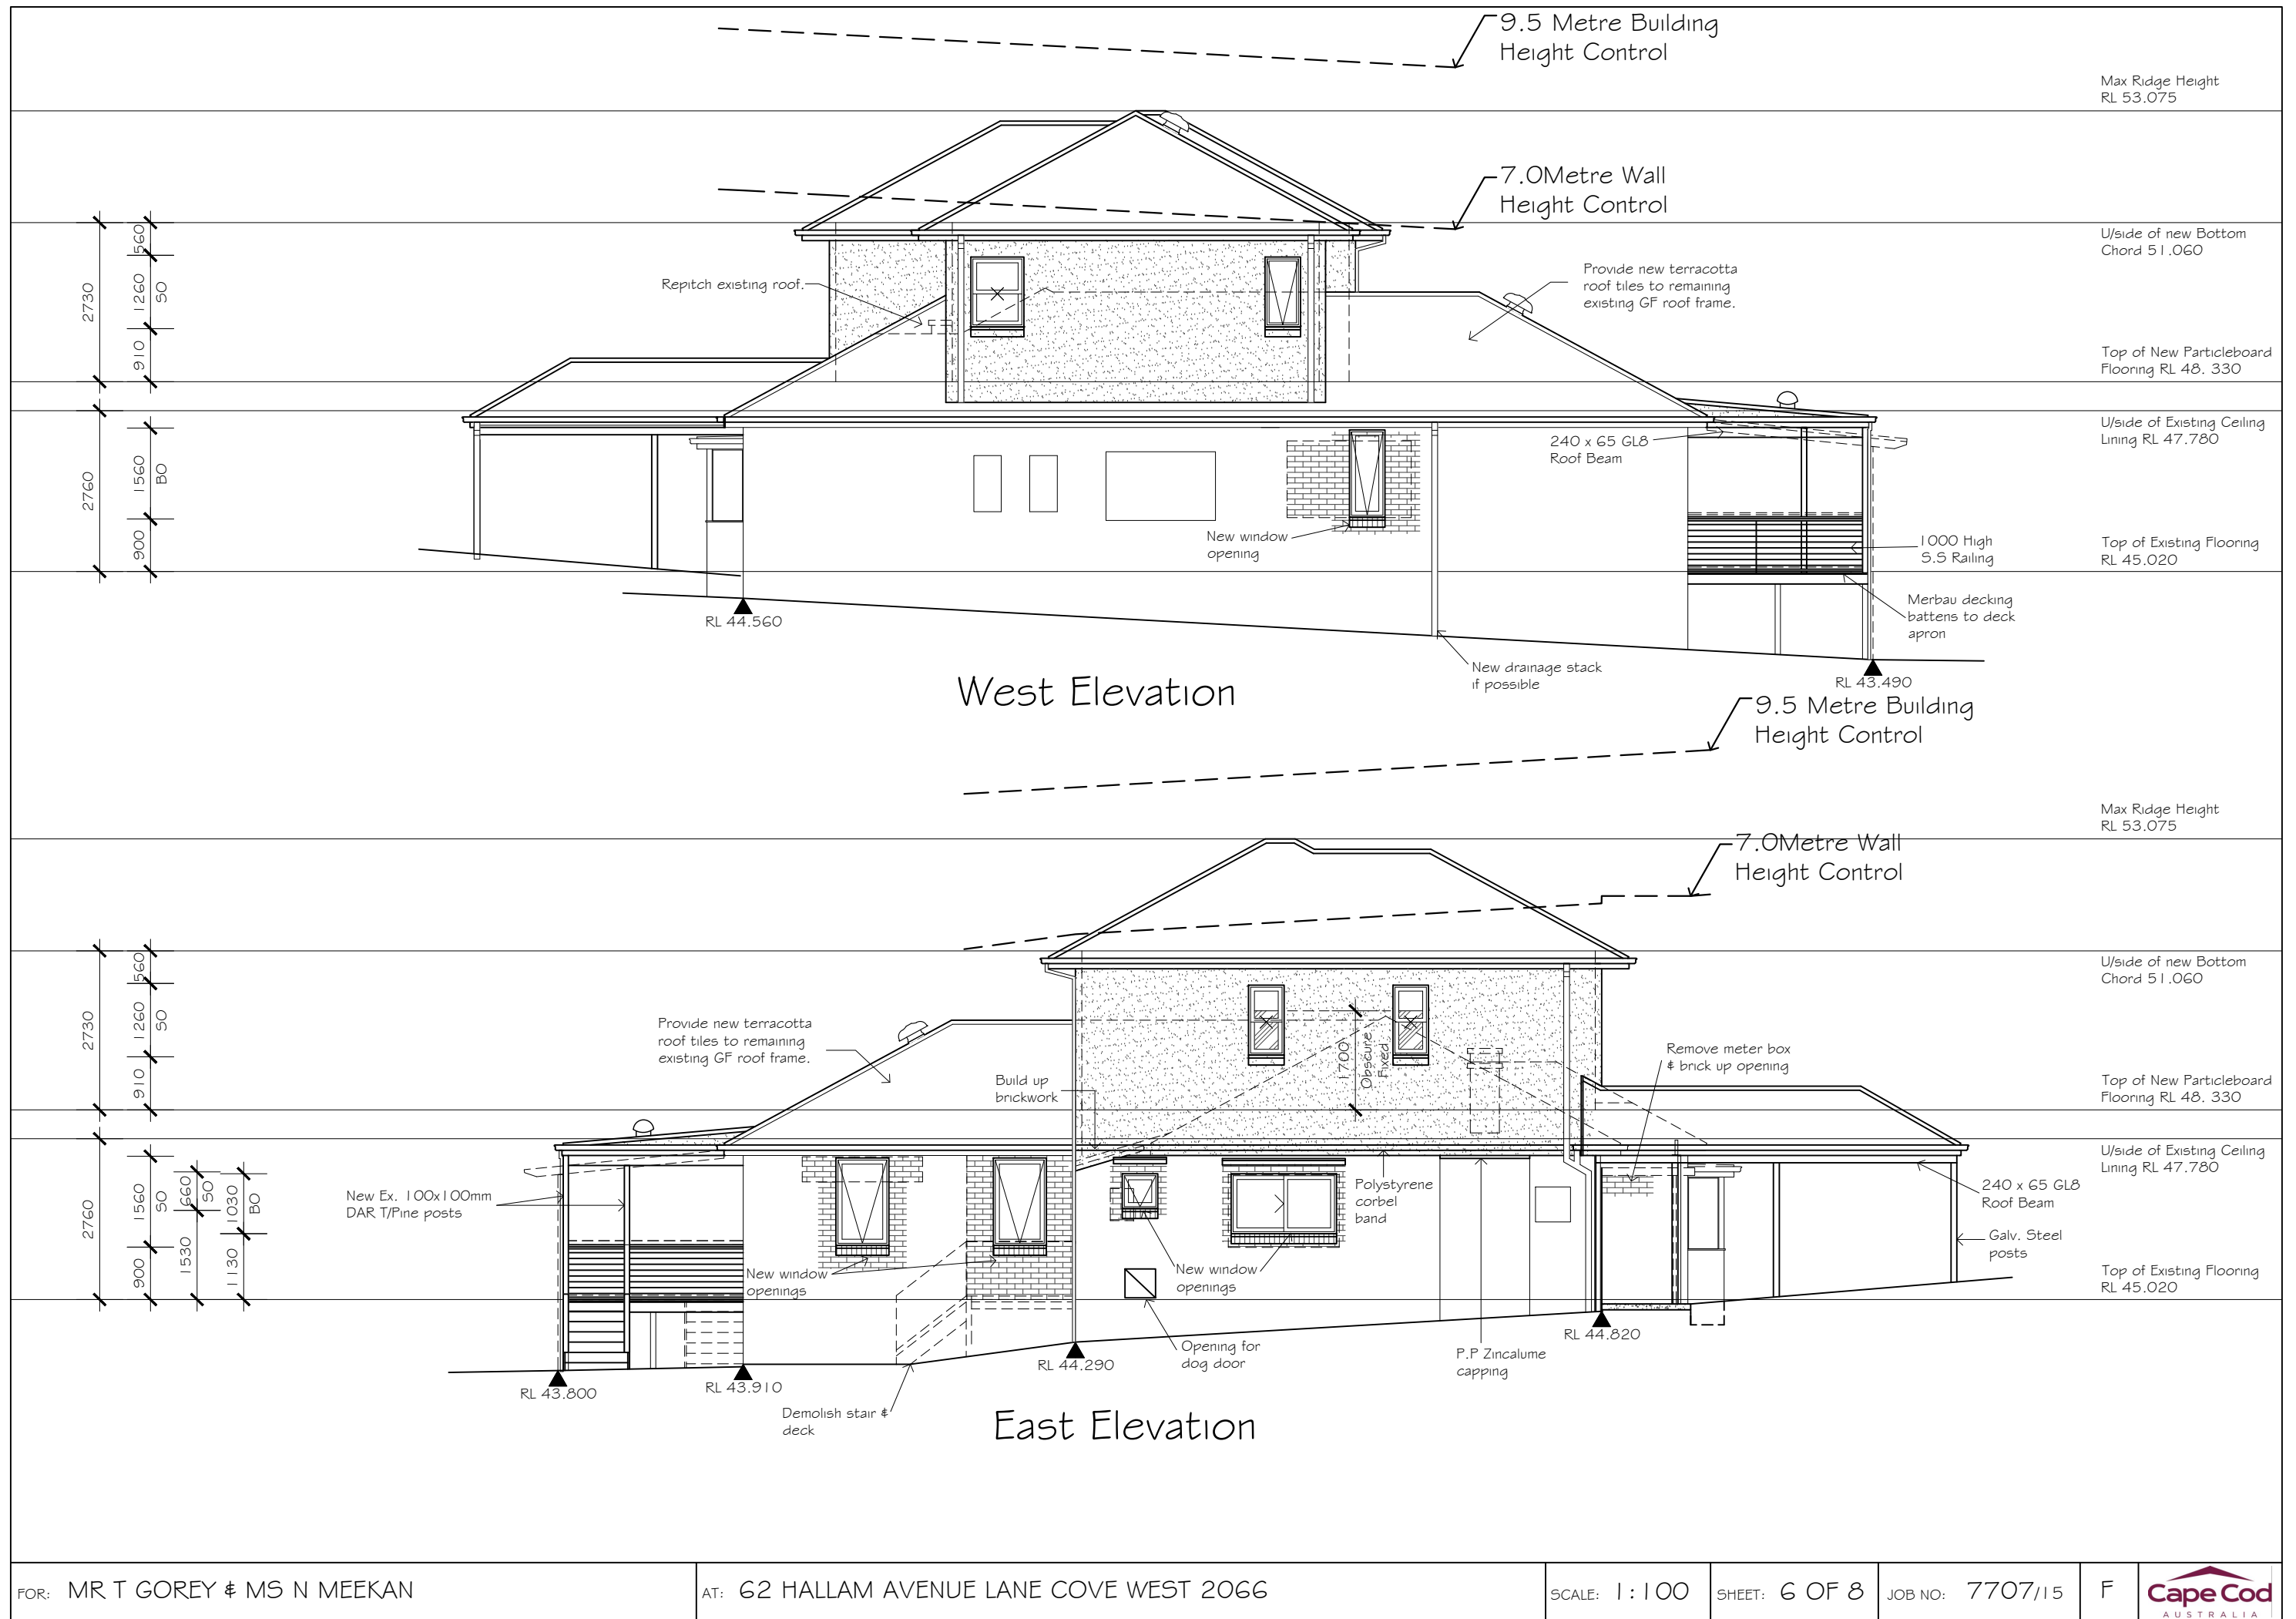 9.5 Metre Building
Height Control
Max Ridge Height
RL 53.075
7.0Metre Wall
Height Control
U/side of new Bottom
Chord 51.060
Repitch existing roof.
Provide new terracotta
roof tiles to remaining
existing GF roof frame.
Top of New Particleboard
Flooring RL 48. 330
U/side of Existing Ceiling
Lining RL 47.780
240 x 65 GL8
Roof Beam
New window
opening
1000 High
S.S Railing
Top of Existing Flooring
RL 45.020
Merbau decking
battens to deck
apron
RL 44.560
New drainage stack
if possible
RL 43.490
2730
560
1260
SO
910
2760
1560
BO
900
West Elevation
9.5 Metre Building
Height Control
Max Ridge Height
RL 53.075
7.0Metre Wall
Height Control
U/side of new Bottom
Chord 51.060
Provide new terracotta
roof tiles to remaining
existing GF roof frame.
Build up
brickwork
1700
Obscure
Fixed
Remove meter box
& brick up opening
Top of New Particleboard
Flooring RL 48. 330
U/side of Existing Ceiling
Lining RL 47.780
New Ex. 100x100mm
DAR T/Pine posts
Polystyrene
corbel
band
240 x 65 GL8
Roof Beam
Galv. Steel
posts
New window
openings
New window
openings
Top of Existing Flooring
RL 45.020
2730
560
1260
SO
910
2760
1560
SO
900
660
SO
1530
1030
BO
1130
RL 43.800
RL 43.910
RL 44.290
RL 44.820
Opening for
dog door
P.P Zincalume
capping
Demolish stair &
deck
East Elevation
FOR: MR T GOREY & MS N MEEKAN
AT: 62 HALLAM AVENUE LANE COVE WEST 2066
SCALE: 1:100
SHEET: 6 OF 8
JOB NO: 7707/15
F
Cape Cod
AUSTRALIA